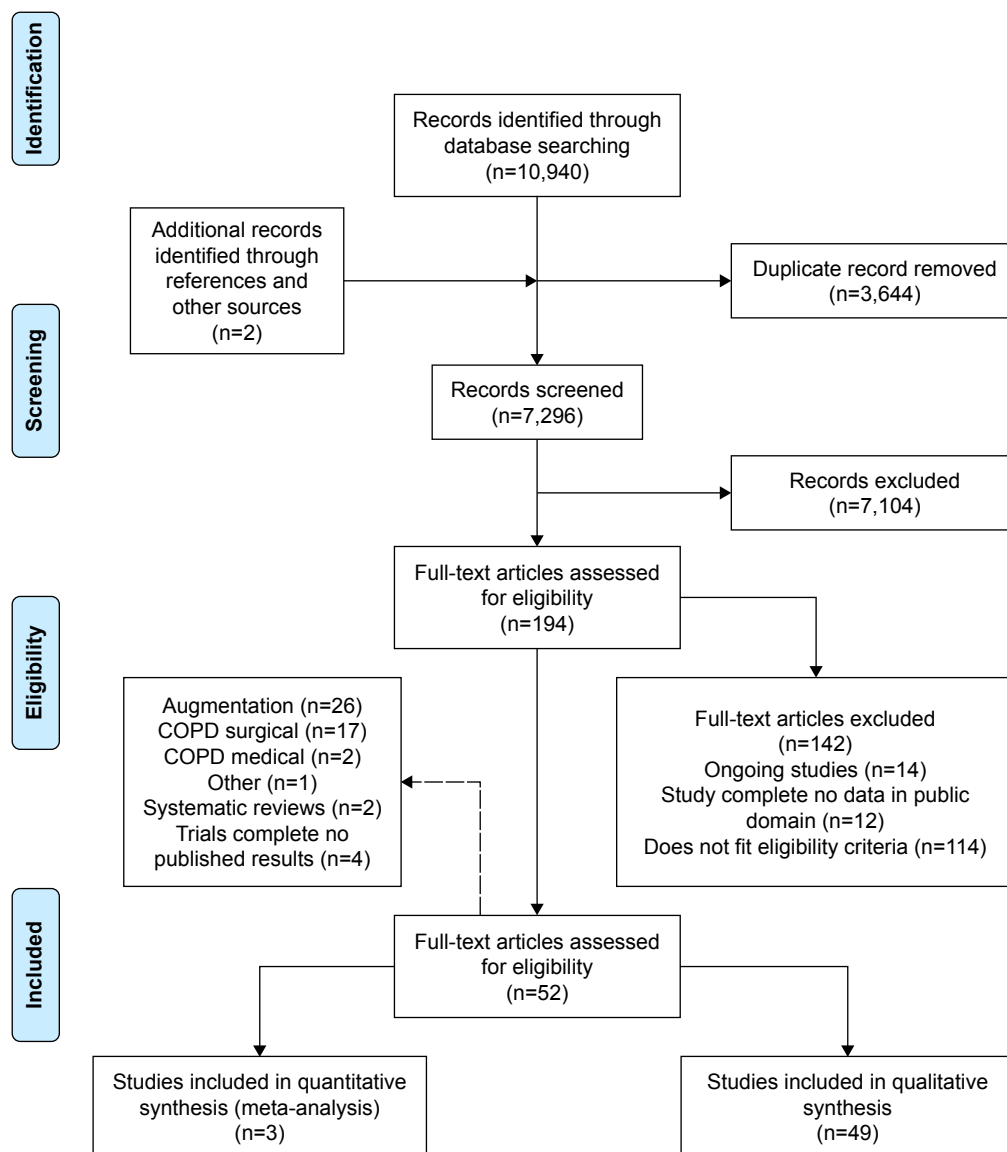 Identification
Records identified through
database searching
(n=10,940)
Additional records
identified through
references and
other sources
(n=2)
Duplicate record removed
(n=3,644)
Screening
Records screened
(n=7,296)
Records excluded
(n=7,104)
Full-text articles assessed
for eligibility
(n=194)
Eligibility
Augmentation (n=26)
COPD surgical (n=17)
COPD medical (n=2)
Other (n=1)
Systematic reviews (n=2)
Trials complete no
published results (n=4)
Full-text articles excluded
(n=142)
Ongoing studies (n=14)
Study complete no data in public
domain (n=12)
Does not fit eligibility criteria (n=114)
Included
Full-text articles assessed
for eligibility
(n=52)
Studies included in quantitative
synthesis (meta-analysis)
(n=3)
Studies included in qualitative
synthesis
(n=49)